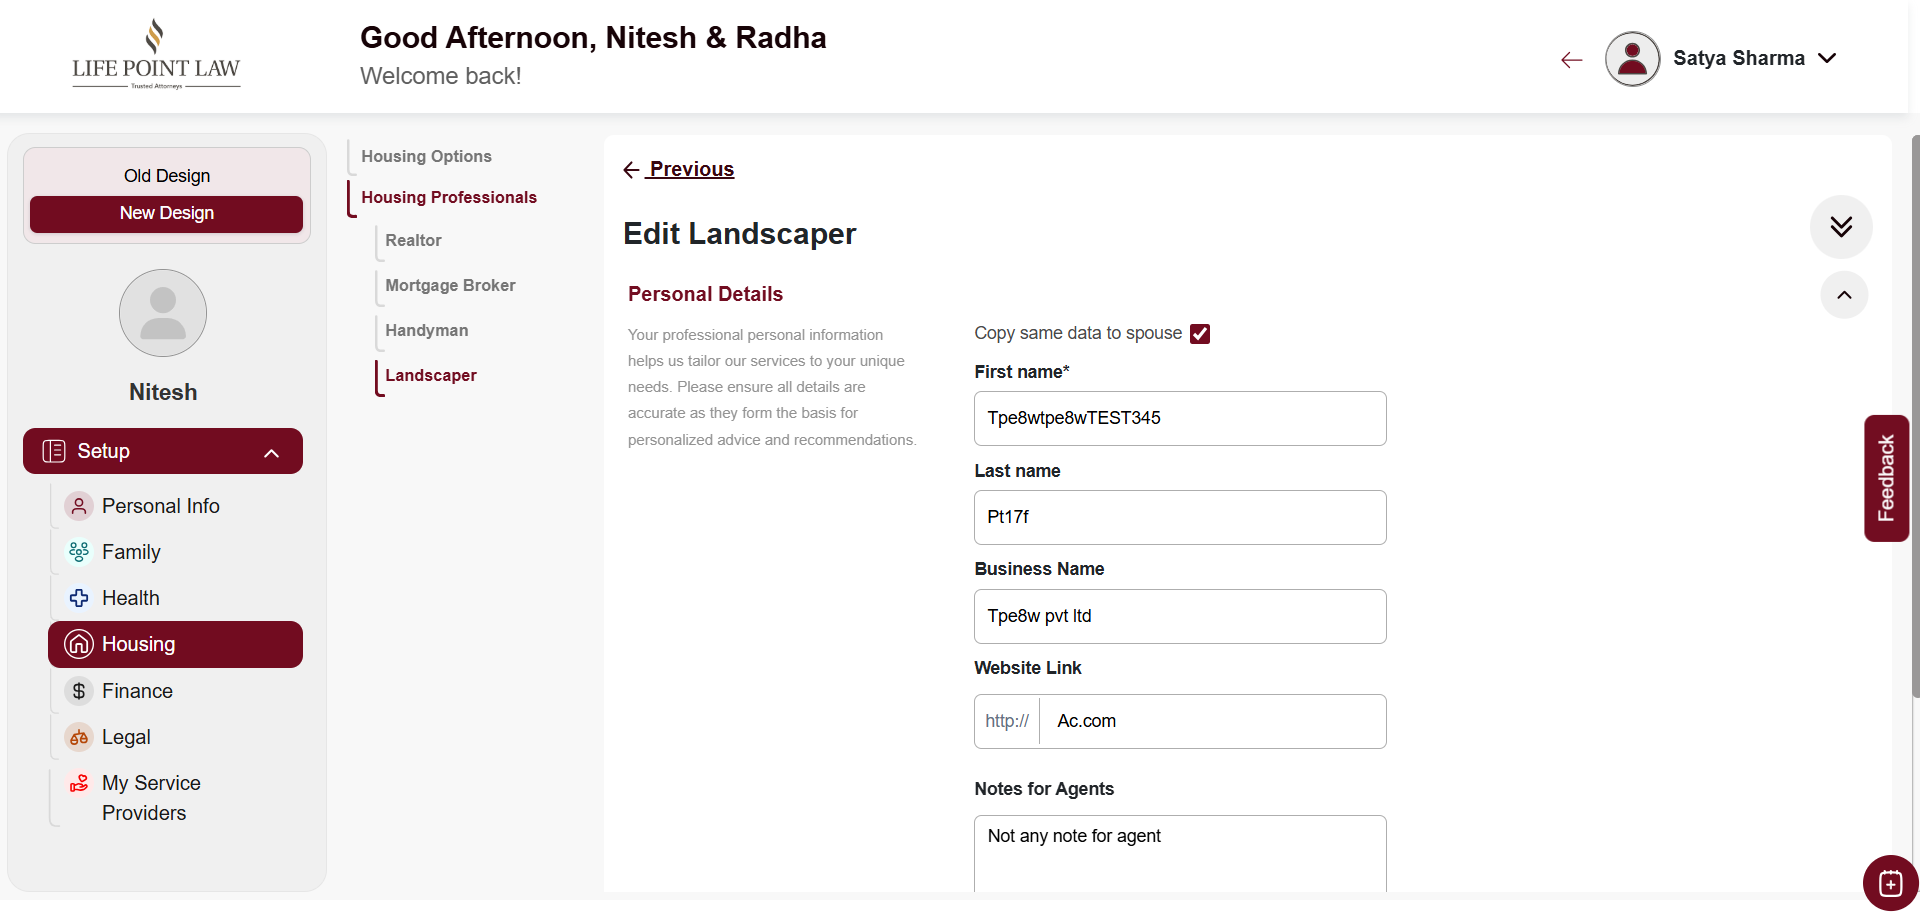 LIFE POINT LAW
Trusted Attorneys
Good Afternoon, Nitesh & Radha
Welcome back!
Satya Sharma
Old Design
New Design
Nitesh
Setup
Personal Info
Family
Health
Housing
Finance
Legal
My Service
Providers
Housing Options
Housing Professionals
Realtor
Mortgage Broker
Handyman
Landscaper
Previous
Edit Landscaper
Personal Details
Your professional personal information
helps us tailor our services to your unique
needs. Please ensure all details are
accurate as they form the basis for
personalized advice and recommendations.
Copy same data to spouse
First name*
Tpe8wtpe8wTEST345
Last name
Pt17f
Business Name
Tpe8w pvt ltd
Website Link
http:// Ac.com
Notes for Agents
Not any note for agent
Feedback